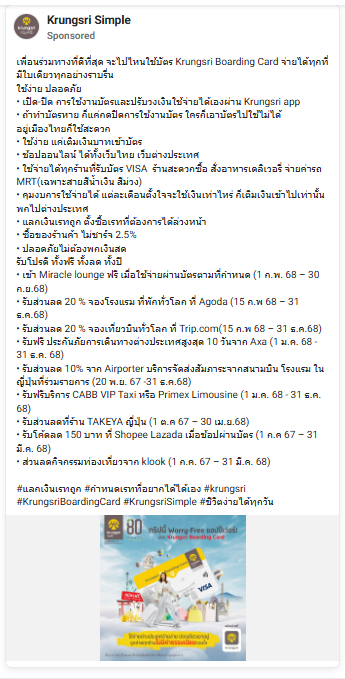 Krungsri Simple
Sponsored
เพื่อนร่วมทางที่ดีที่สุด จะไปไหนใช้บัตร Krungsri Boarding Card จ่ายได้ทุกที่
มีใบเดียวทุกอย่างราบรื่น
ใช้ง่าย ปลอดภัย
• เปิด-ปิด การใช้งานบัตรและปรับวงเงินใช้จ่ายได้เองผ่าน Krungsri app
• ถ้าทำบัตรหาย ก็แค่กดปิดการใช้งานบัตร ใครก็เอาบัตรไปใช้ไม่ได้
อยู่เมืองไทยก็ใช้สะดวก
• ใช้ง่าย แค่เติมเงินบาทเข้าบัตร
• ช้อปออนไลน์ ได้ทั้งเว็บไทย เว็บต่างประเทศ
• ใช้จ่ายได้ทุกร้านที่รับบัตร VISA ร้านสะดวกซื้อ สั่งอาหารเดลิเวอรี่ จ่ายค่ารถ
MRT(เฉพาะสายสีน้ำเงิน สีม่วง)
• คุมงบการใช้จ่ายได้ แต่ละเดือนตั้งใจจะใช้เงินเท่าไหร่ ก็เติมเงินเข้าไปเท่านั้น
พกไปต่างประเทศ
• แลกเงินเรทถูก ตั้งซื้อเรทที่ต้องการได้ล่วงหน้า
• ซื้อของร้านค้า ไม่ชาร์จ 2.5%
• ปลอดภัยไม่ต้องพกเงินสด
รับโปรดี ทั้งฟรี ทั้งลด ทั้งปี
• เข้า Miracle lounge ฟรี เมื่อใช้จ่ายผ่านบัตรตามที่กำหนด (1 ก.พ. 68 – 30
ก.ย.68)
• รับส่วนลด 20 % จองโรงแรม ที่พักทั่วโลก ที่ Agoda (15 ก.พ 68 – 31
ธ.ค.68)
• รับส่วนลด 20 % จองเที่ยวบินทั่วโลก ที่ Trip.com(15 ก.พ 68 – 31 ธ.ค.68)
• รับฟรี ประกันภัยการเดินทางต่างประเทศสูงสุด 10 วันจาก Axa (1 ม.ค. 68 -
31 ธ.ค. 68)
• รับส่วนลด 10% จาก Airporter บริการจัดส่งสัมภาระจากสนามบิน โรงแรม ใน
ญี่ปุ่นที่ร่วมรายการ (20 พ.ย. 67 -31 ธ.ค.68)
• รับฟรีบริการ CABB VIP Taxi หรือ Primex Limousine (1 ม.ค. 68 - 31 ธ.ค.
68)
• รับส่วนลดที่ร้าน TAKEYA ญี่ปุ่น (1 ต.ค 67 – 30 เม.ย.68)
• รับโค้ดลด 150 บาท ที่ Shopee Lazada เมื่อช้อปผ่านบัตร (1 ก.ค 67 – 31
มี.ค. 68)
• ส่วนลดกิจกรรมท่องเที่ยวจาก klook (1 ก.ค. 67 – 31 มี.ค. 68)
#แลกเงินเรทถูก #กำหนดเรทที่อยากได้ได้เอง #krungsri
#KrungsriBoardingCard #KrungsriSimple #ชีวิตง่ายได้ทุกวัน
80
ทริปนี้ Worry-Free แฮปปี้เวอร์!
Krungsri Boarding Card